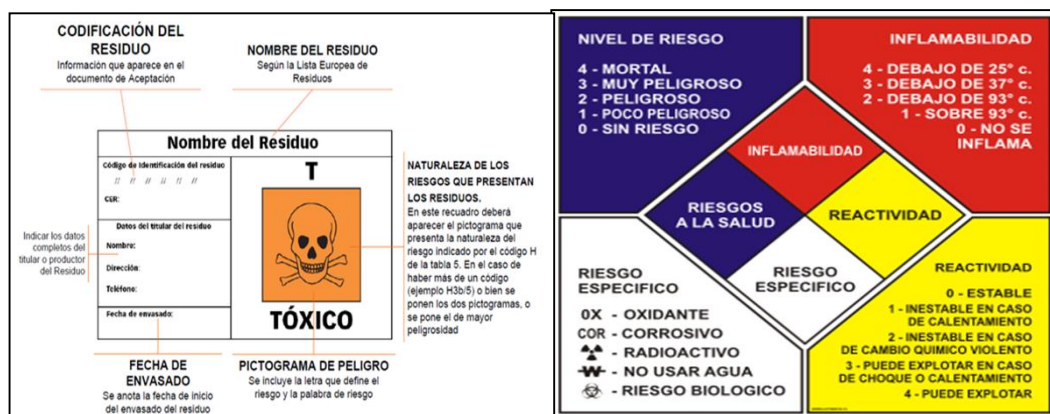 CODIFICACIÓN DEL
RESIDUO
Información que aparece en el
documento de Aceptación
NOMBRE DEL RESIDUO
Según la Lista Europea de
Residuos
Nombre del Residuo
Código de Identificación del residuo
// // // // // //
CER:
Datos del titular del residuo
Nombre:
Dirección:
Teléfono:
Fecha de envasado:
T
TÓXICO
Indicar los datos
completos del
titular o productor
del Residuo
NATURALEZA DE LOS
RIESGOS QUE PRESENTAN
LOS RESIDUOS.
En este recuadro deberá
aparecer el pictograma que
presenta la naturaleza del
riesgo indicado por el código H
de la tabla 5. En el caso de
haber más de un código
(ejemplo H3b/5) o bien se
ponen los dos pictogramas, o
se pone el de mayor
peligrosidad
FECHA DE
ENVASADO
Se anota la fecha de inicio
del envasado del residuo
PICTOGRAMA DE PELIGRO
Se incluye la letra que define el
riesgo y la palabra de riesgo
NIVEL DE RIESGO
4 - MORTAL
3 - MUY PELIGROSO
2 - PELIGROSO
1 - POCO PELIGROSO
0 - SIN RIESGO
INFLAMABILIDAD
4 - DEBAJO DE 25° c.
3 - DEBAJO DE 37° c.
2 - DEBAJO DE 93° c.
1 - SOBRE 93° c.
0 - NO SE
INFLAMA
INFLAMABILIDAD
RIESGOS
A LA SALUD
REACTIVIDAD
RIESGO
ESPECIFICO
RIESGO
ESPECIFICO
0X - OXIDANTE
COR - CORROSIVO
- RADIOACTIVO
W - NO USAR AGUA
- RIESGO BIOLOGICO
REACTIVIDAD
0 - ESTABLE
1 - INESTABLE EN CASO
DE CALENTAMIENTO
2 - INESTABLE EN CASO
DE CAMBIO QUIMICO VIOLENTO
3 - PUEDE EXPLOTAR EN CASO
DE CHOQUE O CALENTAMIENTO
4 - PUEDE EXPLOTAR